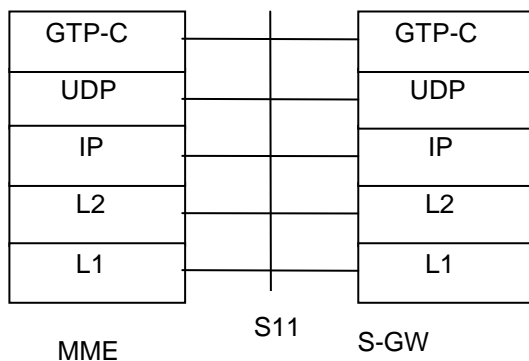 GTP-C GTP-C
UDP UDP
IP IP
L2 L2
L1 L1
S11
MME S-GW